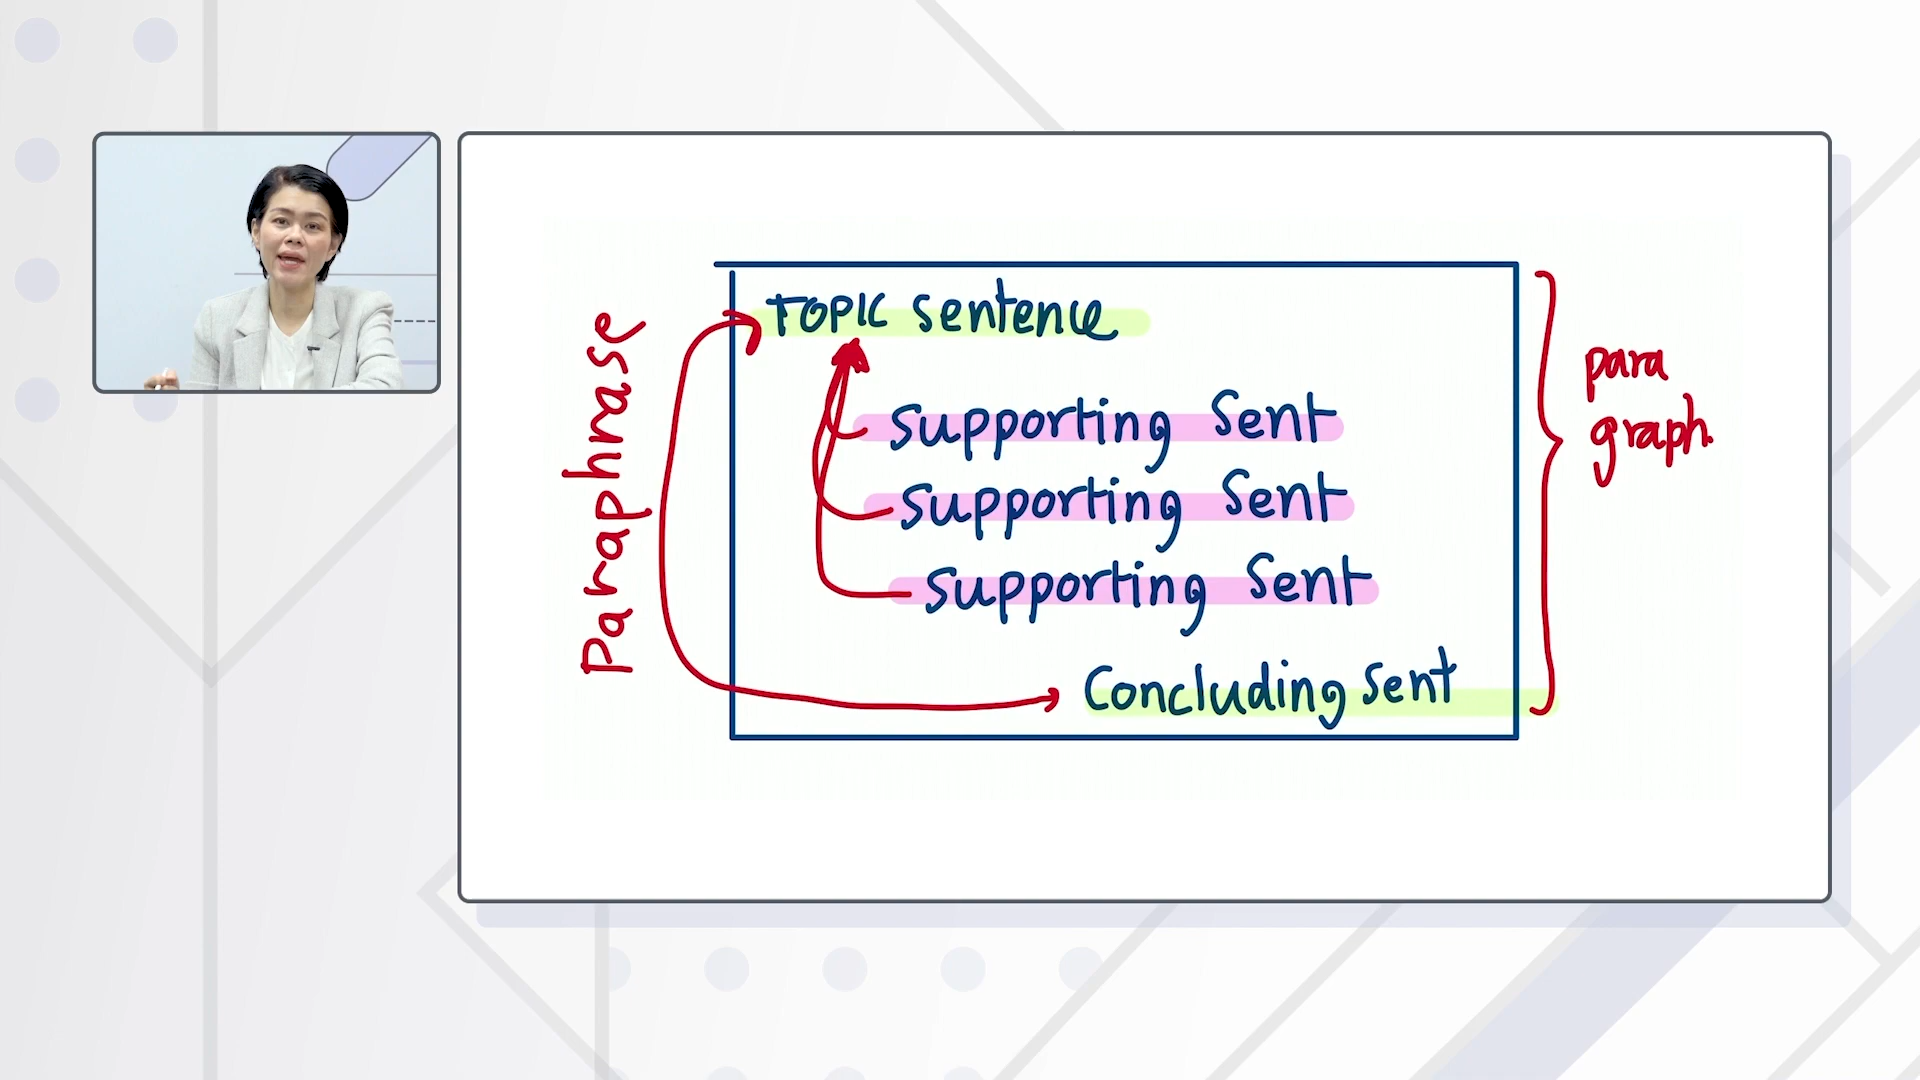 Paraphrase
TOPIC sentence
supporting sent
supporting sent
supporting sent
Concluding sent
para
graph.